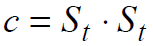 c = S_t · S_t